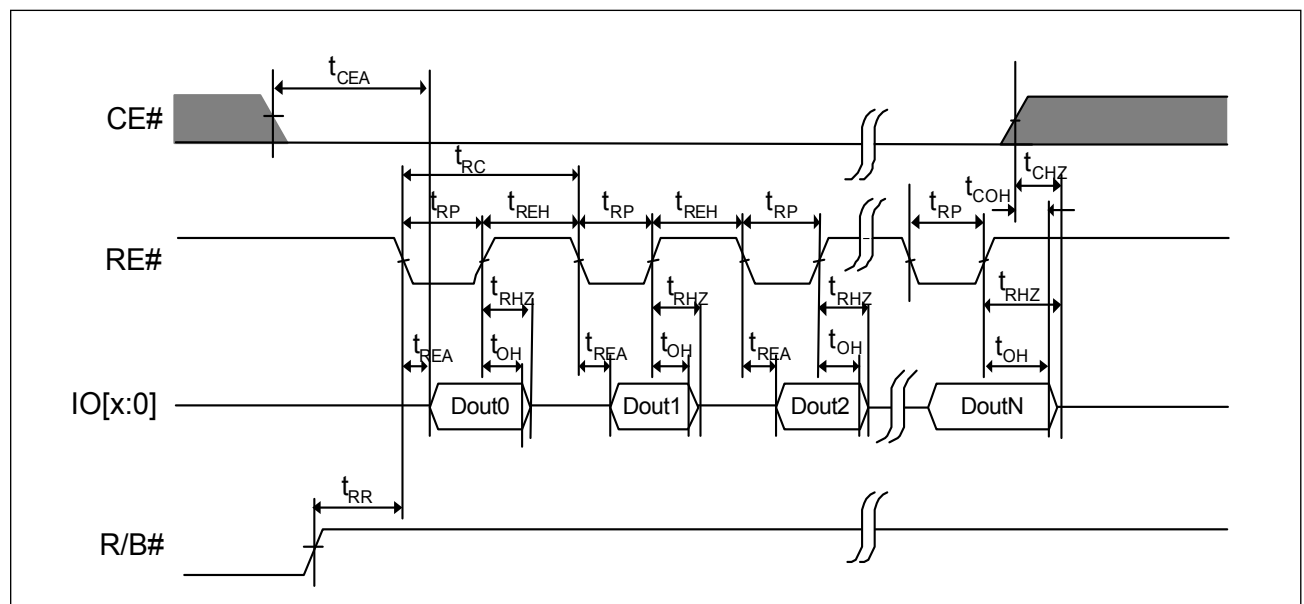 tCEA
CE#
tRC
tCHZ
tCOH
tRP tREH tRP tREH tRP tRP
RE#
tRHZ tRHZ tRHZ tRHZ
tREA tOH tREA tOH tREA tOH tOH
IO[x:0] Dout0 Dout1 Dout2 DoutN
tRR
R/B#